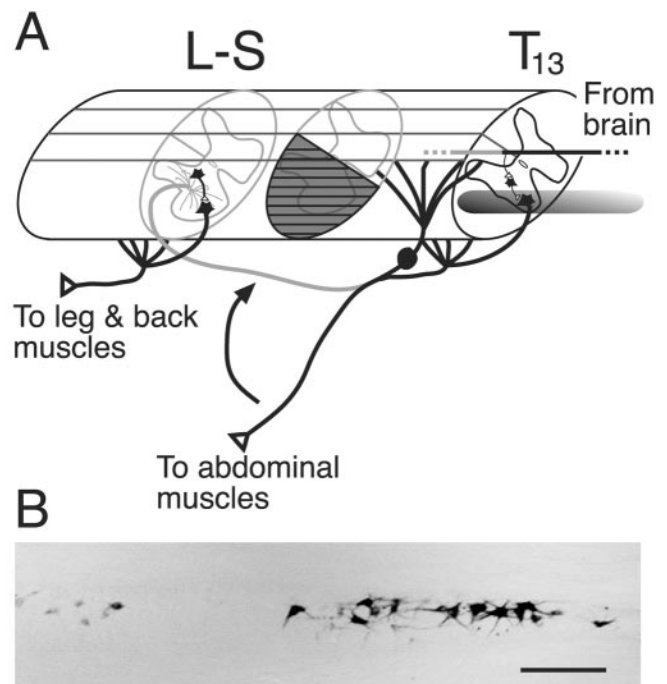 A
L-S
T13
From
brain
To leg & back
muscles
To abdominal
muscles
B